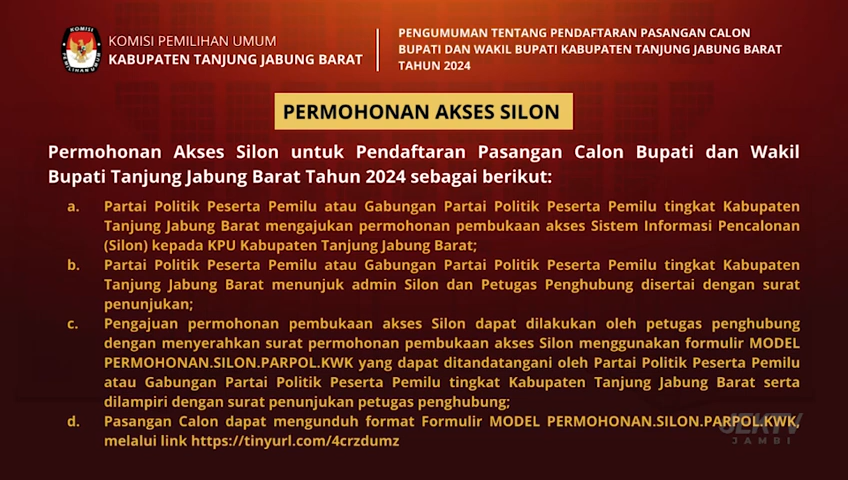 KOMISI
PEMILIHAN UMUM
KOMISI PEMILIHAN UMUM
KABUPATEN TANJUNG JABUNG BARAT
PENGUMUMAN TENTANG PENDAFTARAN PASANGAN CALON
BUPATI DAN WAKIL BUPATI KABUPATEN TANJUNG JABUNG BARAT
TAHUN 2024
PERMOHONAN AKSES SILON
Permohonan Akses Silon untuk Pendaftaran Pasangan Calon Bupati dan Wakil
Bupati Tanjung Jabung Barat Tahun 2024 sebagai berikut:
a. Partai Politik Peserta Pemilu atau Gabungan Partai Politik Peserta Pemilu tingkat Kabupaten
Tanjung Jabung Barat mengajukan permohonan pembukaan akses Sistem Informasi Pencalonan
(Silon) kepada KPU Kabupaten Tanjung Jabung Barat;
b. Partai Politik Peserta Pemilu atau Gabungan Partai Politik Peserta Pemilu tingkat Kabupaten
Tanjung Jabung Barat menunjuk admin Silon dan Petugas Penghubung disertai dengan surat
penunjukan;
c. Pengajuan permohonan pembukaan akses Silon dapat dilakukan oleh petugas penghubung
dengan menyerahkan surat permohonan pembukaan akses Silon menggunakan formulir MODEL
PERMOHONAN.SILON.PARPOL.KWK yang dapat ditandatangani oleh Partai Politik Peserta Pemilu
atau Gabungan Partai Politik Peserta Pemilu tingkat Kabupaten Tanjung Jabung Barat serta
dilampiri dengan surat penunjukan petugas penghubung;
d. Pasangan Calon dapat mengunduh format Formulir MODEL PERMOHONAN.SILON.PARPOL.KWK,
melalui link https://tinyurl.com/4crzdumz
JEKTV
JAMBI